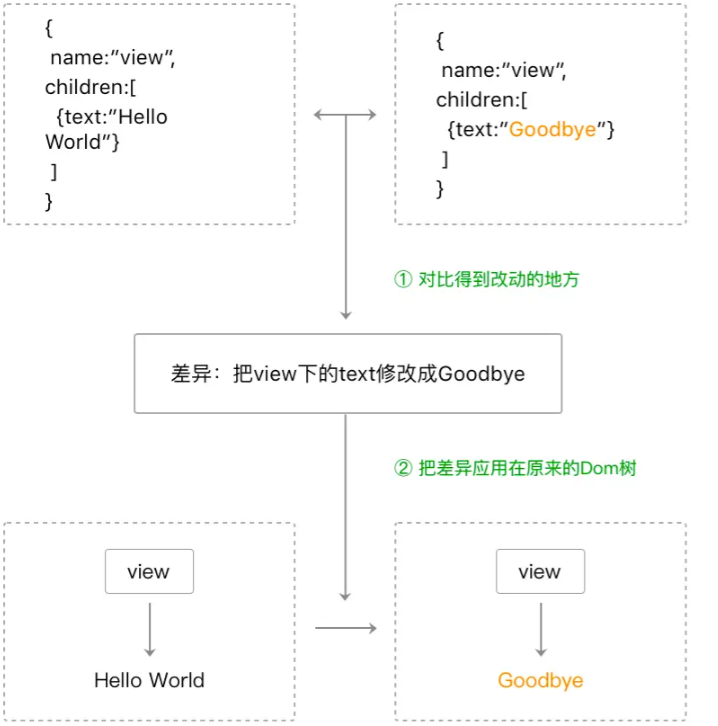 {
name:”view”,
children:[
{text:”Hello
World”}
]
}
{
name:”view”,
children:[
{text:”Goodbye”}
]
}
① 对比得到改动的地方
差异：把view下的text修改成Goodbye
② 把差异应用在原来的Dom树
view
Hello World
view
Goodbye